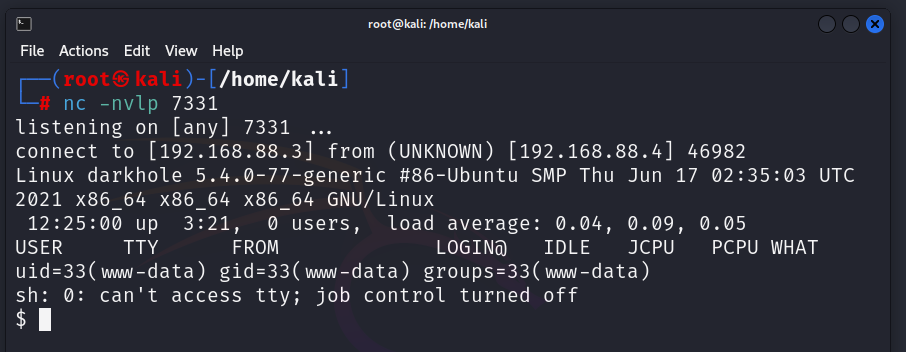 root@kali: /home/kali
File Actions Edit View Help
┌──(root㉿kali)-[/home/kali]
└─# nc -nvlp 7331
listening on [any] 7331 ...
connect to [192.168.88.3] from (UNKNOWN) [192.168.88.4] 46982
Linux darkhole 5.4.0-77-generic #86-Ubuntu SMP Thu Jun 17 02:35:03 UTC
2021 x86_64 x86_64 x86_64 GNU/Linux
 12:25:00 up  3:21,  0 users,  load average: 0.04, 0.09, 0.05
USER     TTY      FROM             LOGIN@   IDLE   JCPU   PCPU WHAT
uid=33(www-data) gid=33(www-data) groups=33(www-data)
sh: 0: can't access tty; job control turned off
$